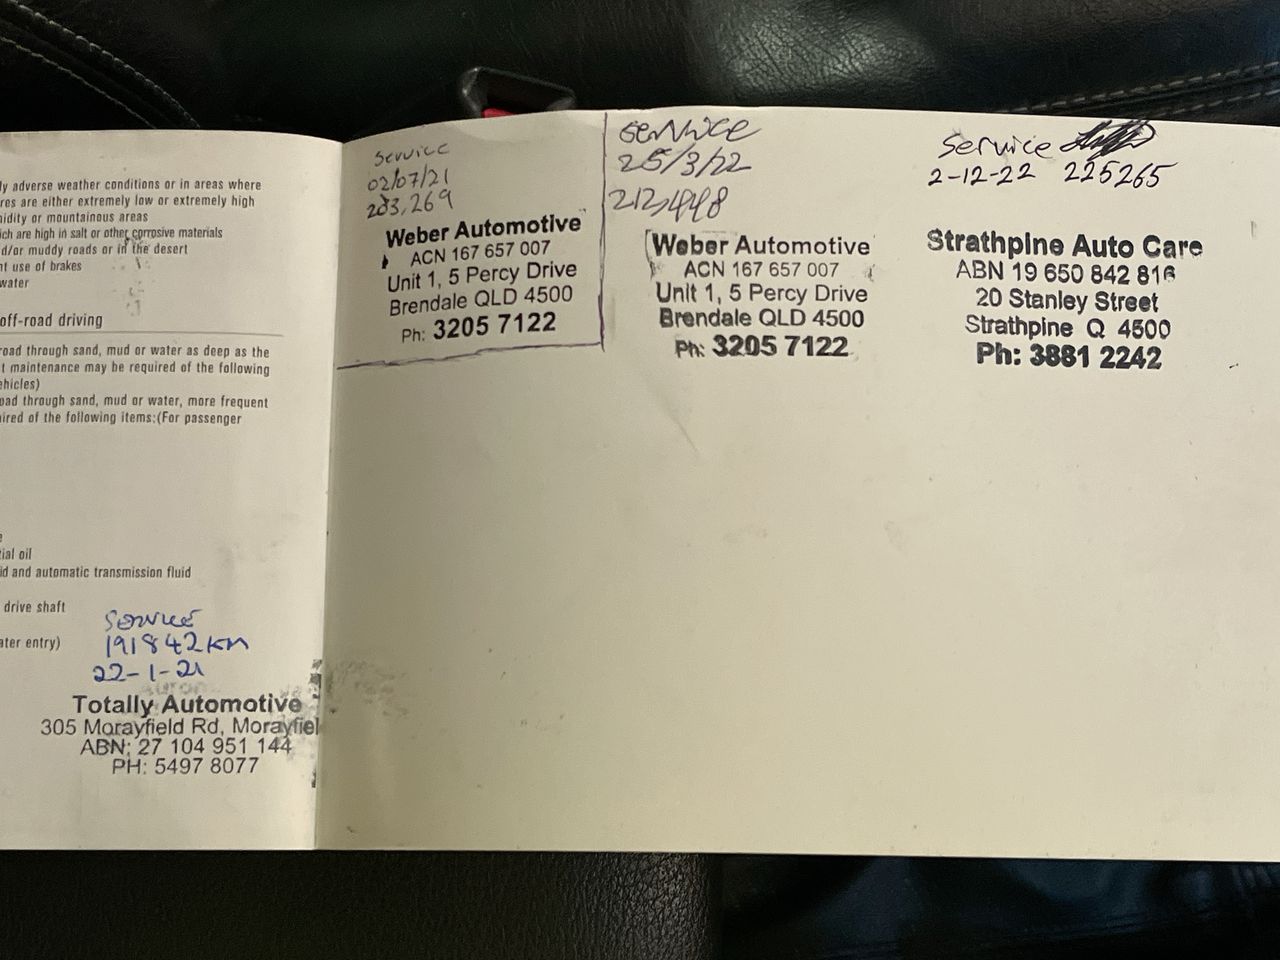 ly adverse weather conditions or in areas where
res are either extremely low or extremely high
nidity or mountainous areas
ich are high in salt or other corrosive materials
d/or muddy roads or in the desert
nt use of brakes
water
off-road driving
road through sand, mud or water as deep as the
t maintenance may be required of the following
ehicles)
oad through sand, mud or water, more frequent
ired of the following items:(For passenger
e
tial oil
id and automatic transmission fluid
drive shaft
ater entry)
Service
191842KM
22-1-21
Totally Automotive
305 Morayfield Rd, Morayfiel
ABN: 27 104 951 144
PH: 5497 8077
Service
02/07/21
203,269
Weber Automotive
ACN 167 657 007
Unit 1, 5 Percy Drive
Brendale QLD 4500
Ph: 3205 7122
Service
25/3/22
212,448
Weber Automotive
ACN 167 657 007
Unit 1, 5 Percy Drive
Brendale QLD 4500
Ph: 3205 7122
Service
2-12-22 225265
Strathpine Auto Care
ABN 19 650 842 816
20 Stanley Street
Strathpine Q 4500
Ph: 3881 2242